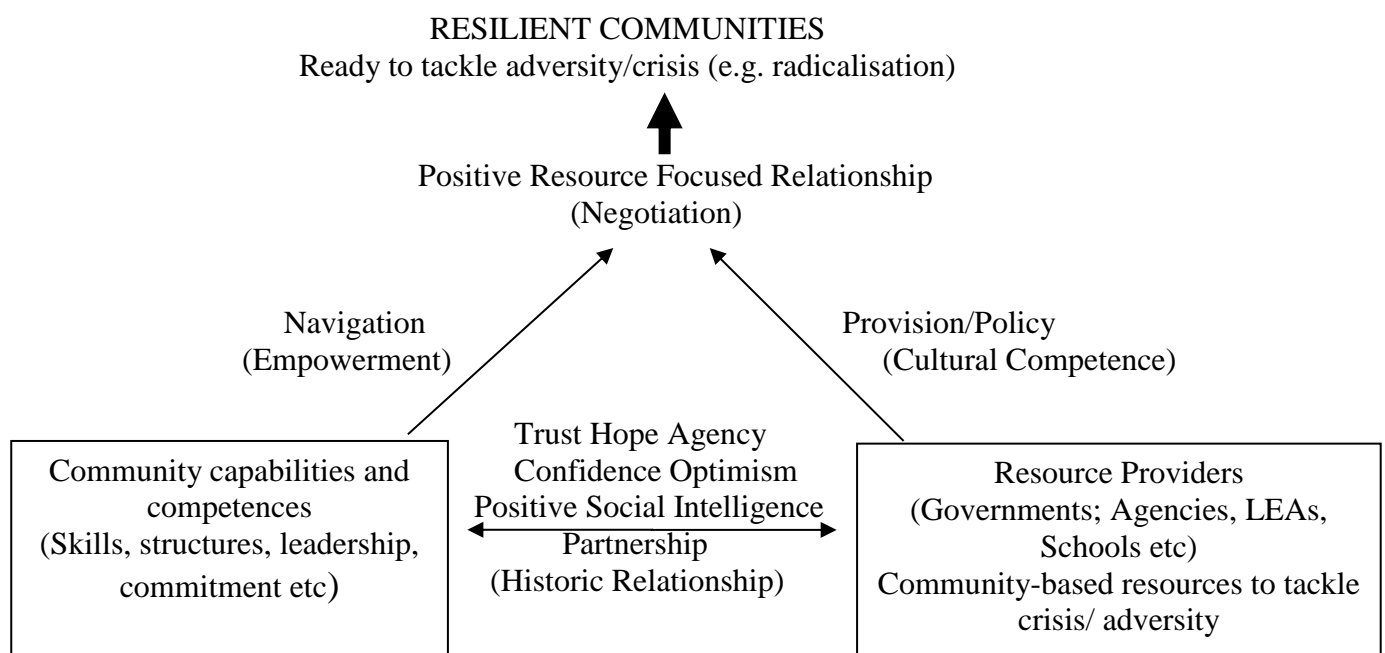 RESILIENT COMMUNITIES
Ready to tackle adversity/crisis (e.g. radicalisation)
Positive Resource Focused Relationship
(Negotiation)
Navigation
(Empowerment)
Provision/Policy
(Cultural Competence)
Community capabilities and
competences
(Skills, structures, leadership,
commitment etc)
Trust Hope Agency
Confidence Optimism
Positive Social Intelligence
Partnership
(Historic Relationship)
Resource Providers
(Governments; Agencies, LEAs,
Schools etc)
Community-based resources to tackle
crisis/ adversity